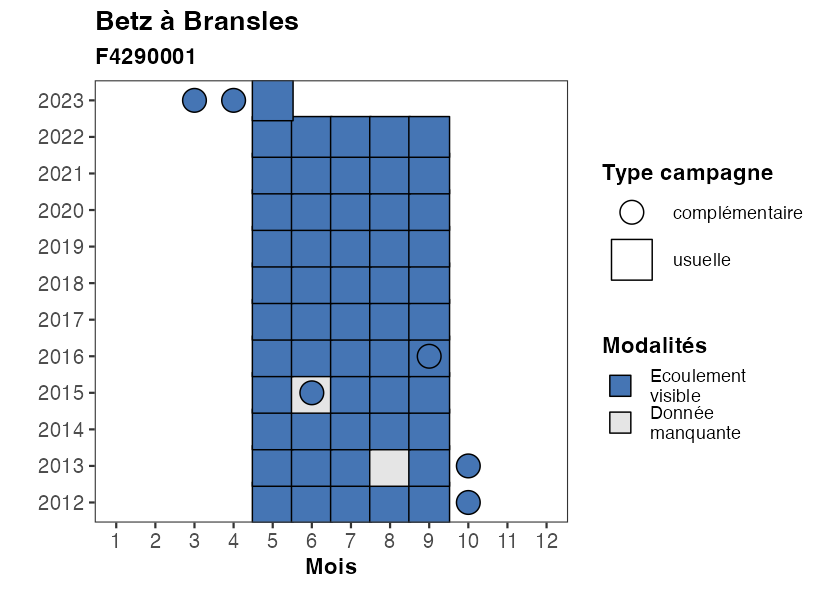 Betz à Bransles
F4290001
2023
2022
2021
2020
2019
2018
2017
2016
2015
2014
2013
2012
1 2 3 4 5 6 7 8 9 10 11 12
Mois
Type campagne
complémentaire
usuelle
Modalités
Ecoulement
visible
Donnée
manquante